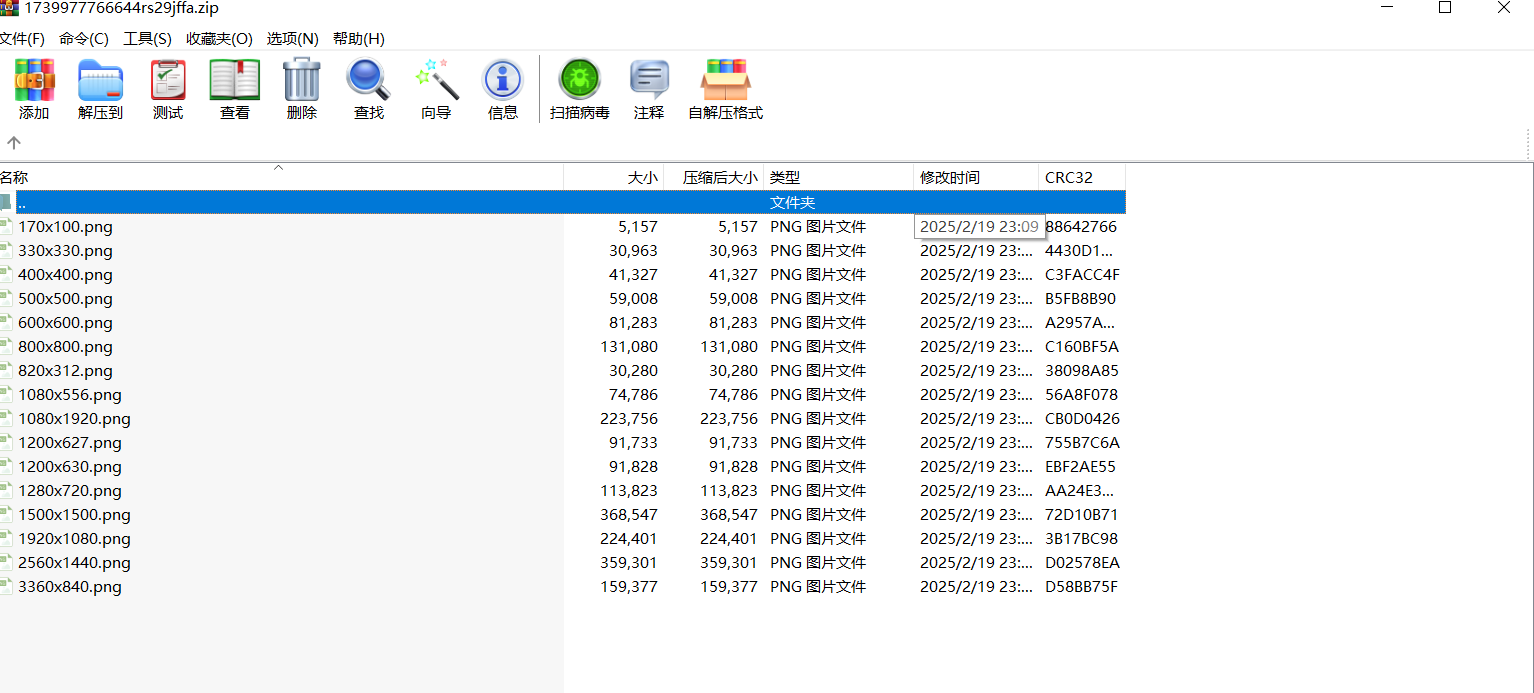 1739977766644rs29jffa.zip
文件(F) 命令(C) 工具(S) 收藏夹(O) 选项(N) 帮助(H)
添加 解压到 测试 查看 删除 查找 向导 信息 扫描病毒 注释 自解压格式
名称 大小 压缩后大小 类型 修改时间 CRC32
.. 文件夹
170x100.png 5,157 5,157 PNG 图片文件 2025/2/19 23:09 88642766
330x330.png 30,963 30,963 PNG 图片文件 2025/2/19 23:... 4430D1...
400x400.png 41,327 41,327 PNG 图片文件 2025/2/19 23:... C3FACC4F
500x500.png 59,008 59,008 PNG 图片文件 2025/2/19 23:... B5FB8B90
600x600.png 81,283 81,283 PNG 图片文件 2025/2/19 23:... A2957A...
800x800.png 131,080 131,080 PNG 图片文件 2025/2/19 23:... C160BF5A
820x312.png 30,280 30,280 PNG 图片文件 2025/2/19 23:... 38098A85
1080x556.png 74,786 74,786 PNG 图片文件 2025/2/19 23:... 56A8F078
1080x1920.png 223,756 223,756 PNG 图片文件 2025/2/19 23:... CB0D0426
1200x627.png 91,733 91,733 PNG 图片文件 2025/2/19 23:... 755B7C6A
1200x630.png 91,828 91,828 PNG 图片文件 2025/2/19 23:... EBF2AE55
1280x720.png 113,823 113,823 PNG 图片文件 2025/2/19 23:... AA24E3...
1500x1500.png 368,547 368,547 PNG 图片文件 2025/2/19 23:... 72D10B71
1920x1080.png 224,401 224,401 PNG 图片文件 2025/2/19 23:... 3B17BC98
2560x1440.png 359,301 359,301 PNG 图片文件 2025/2/19 23:... D02578EA
3360x840.png 159,377 159,377 PNG 图片文件 2025/2/19 23:... D58BB75F